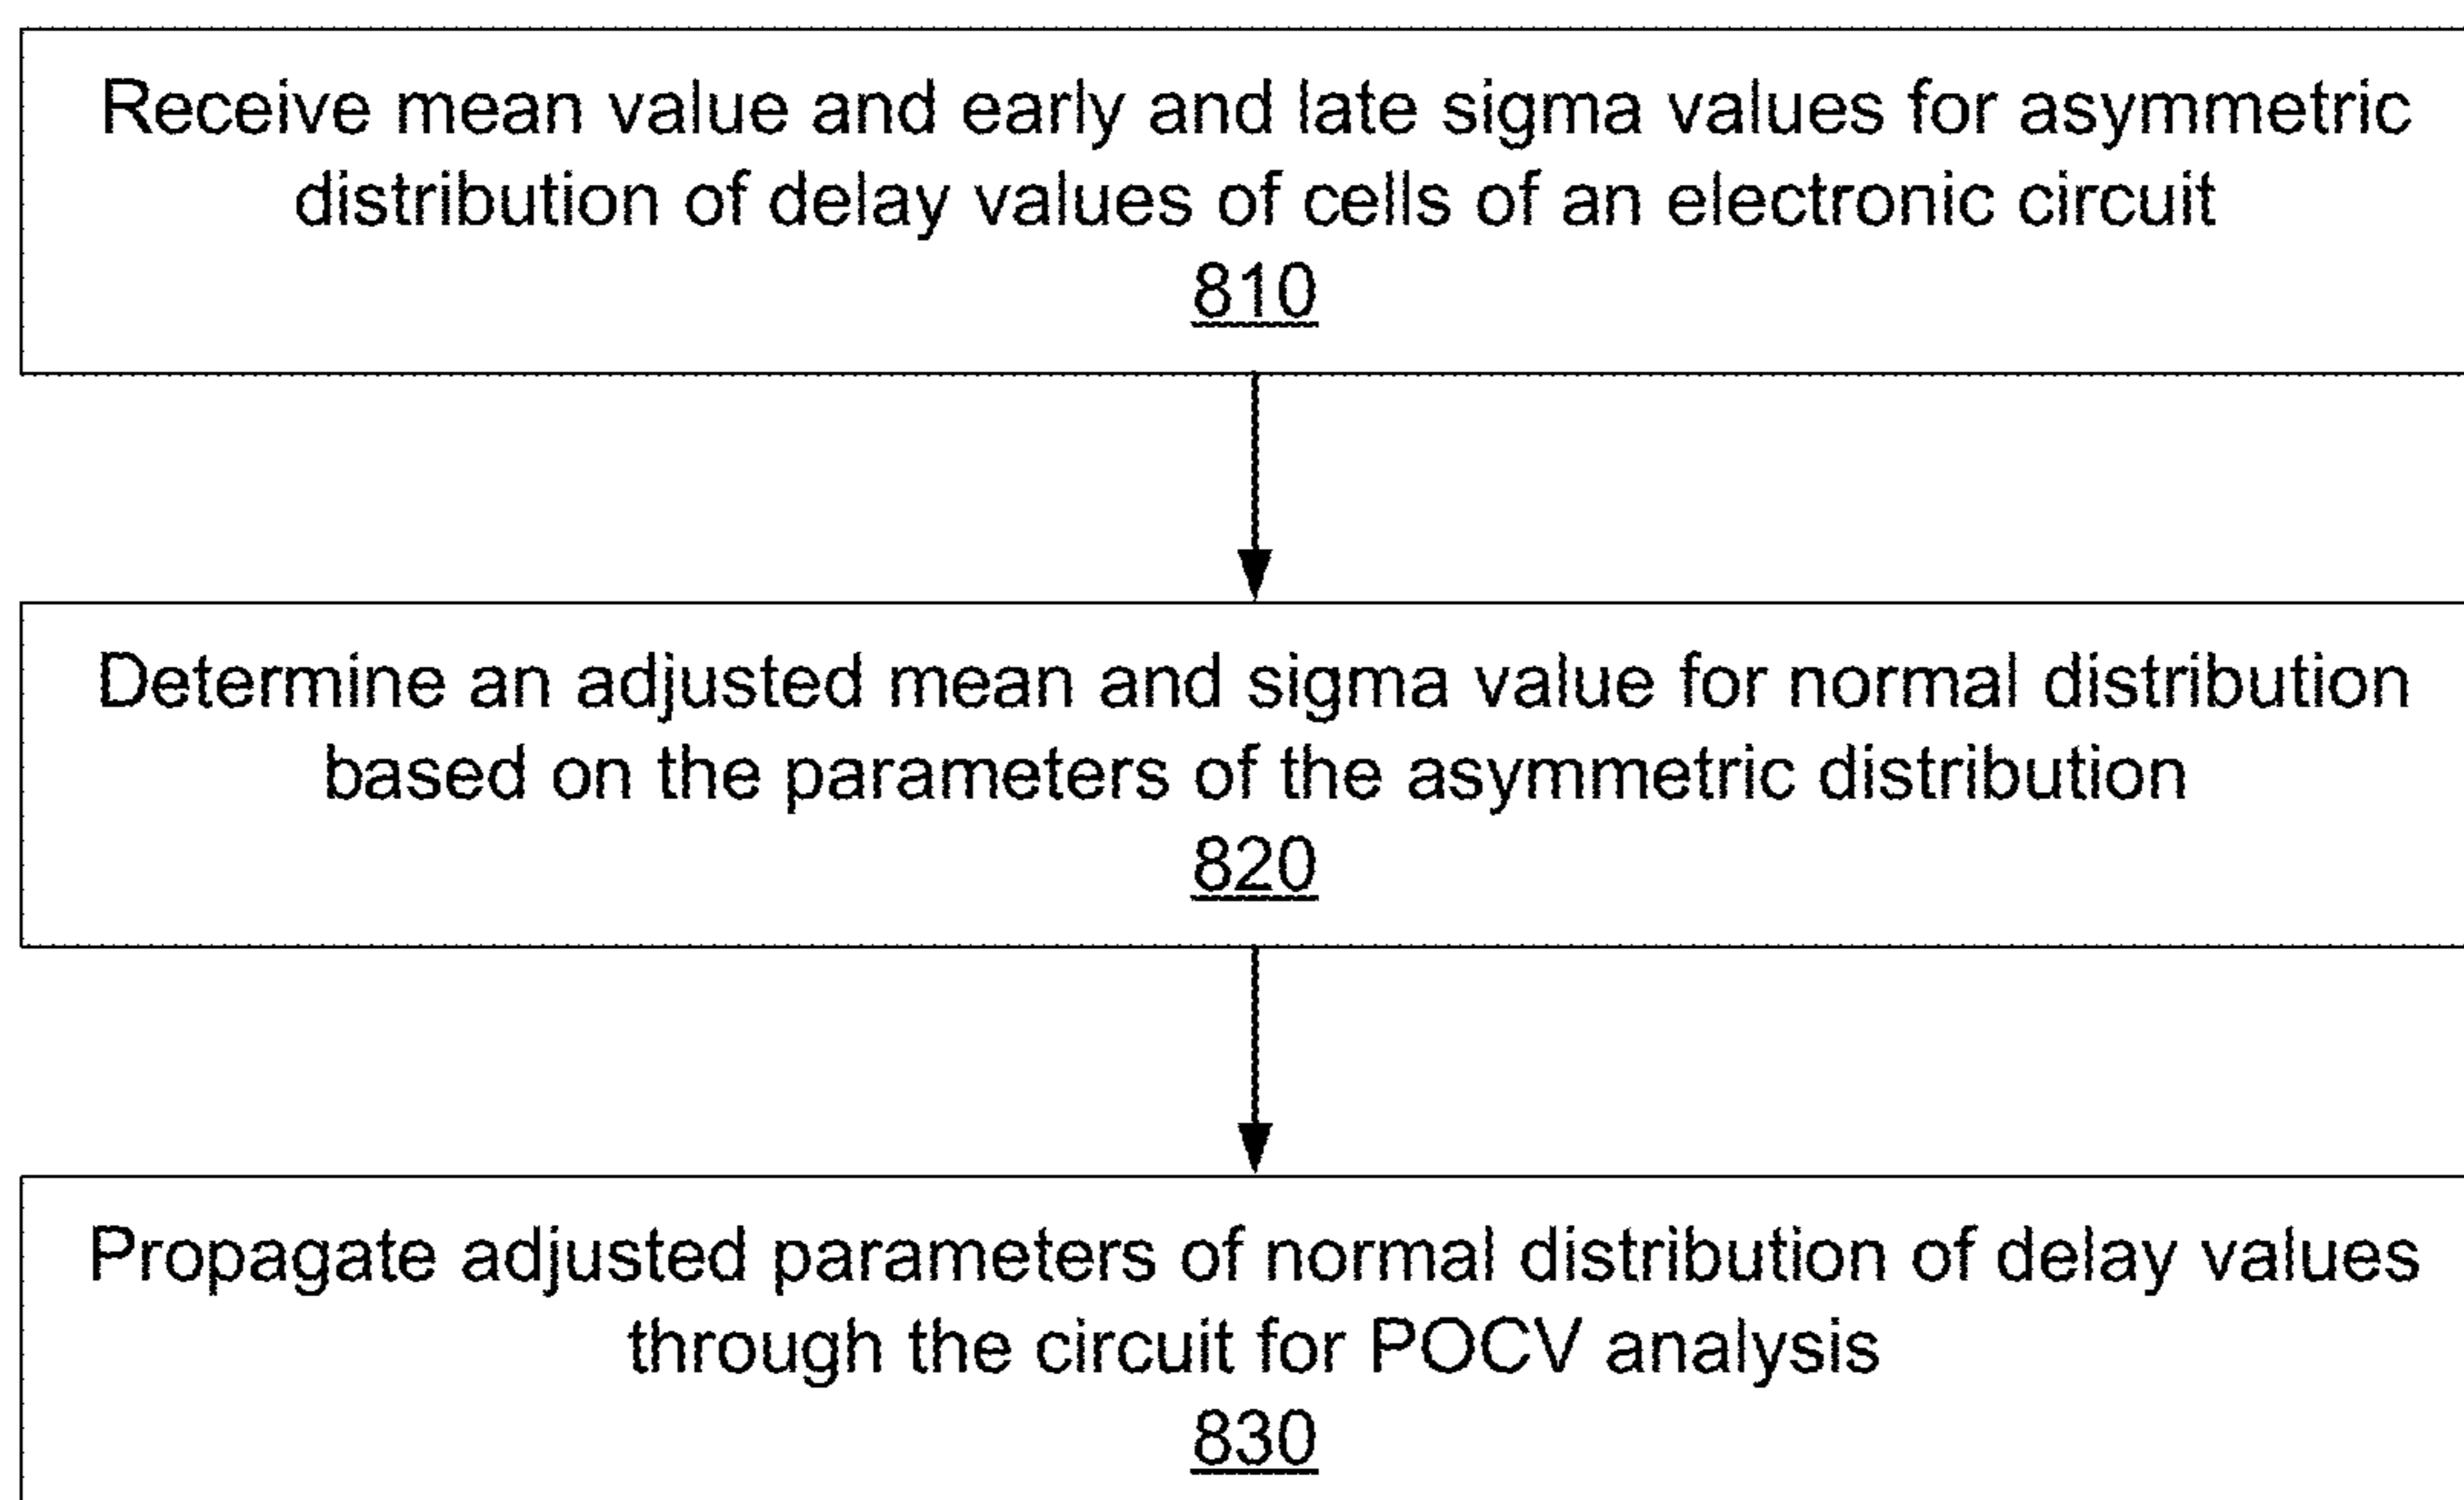 Receive mean value and early and late sigma values for asymmetric
distribution of delay values of cells of an electronic circuit
810
Determine an adjusted mean and sigma value for normal distribution
based on the parameters of the asymmetric distribution
820
Propagate adjusted parameters of normal distribution of delay values
through the circuit for POCV analysis
830